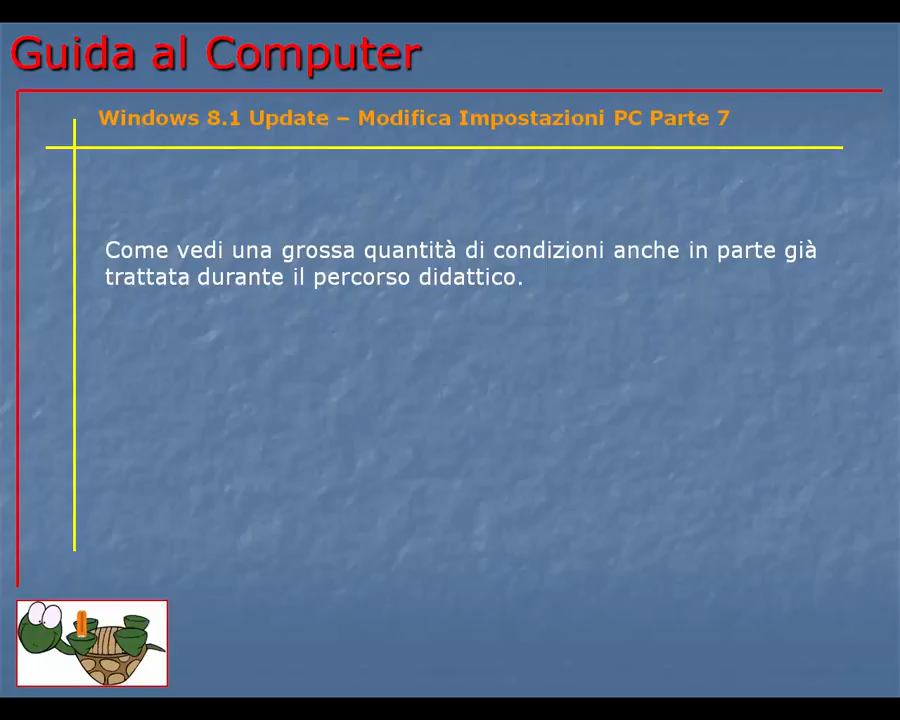 Guida al Computer
Windows 8.1 Update – Modifica Impostazioni PC Parte 7
Come vedi una grossa quantità di condizioni anche in parte già
trattata durante il percorso didattico.